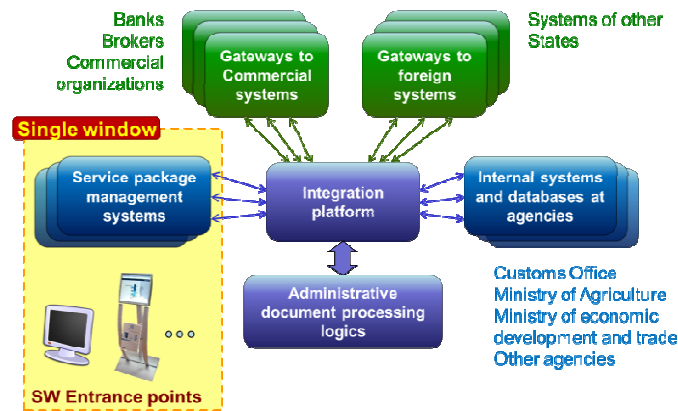 Banks
Brokers
Commercial
organizations
Gateways to
Commercial
systems
Gateways to
foreign
systems
Systems of other
States
Single window
Service package
management
systems
Integration
platform
Internal systems
and databases at
agencies
Administrative
document processing
logics
Customs Office
Ministry of Agriculture
Ministry of economic
development and trade
Other agencies
SW Entrance points